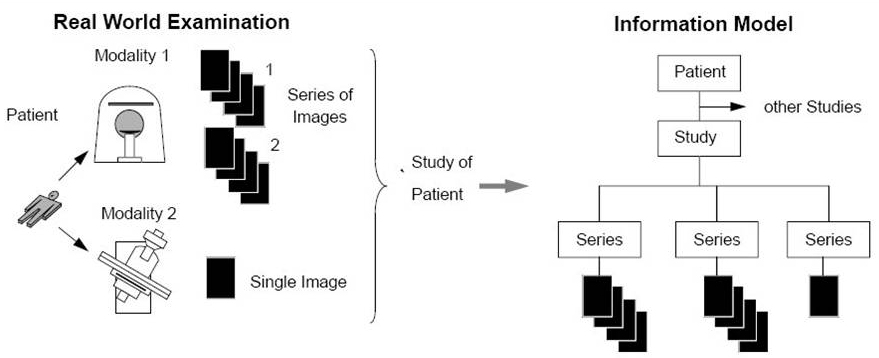 Real World Examination
Modality 1
Patient
1
Series of
Images
2
Modality 2
Single Image
Study of
Patient
Information Model
Patient
other Studies
Study
Series
Series
Series